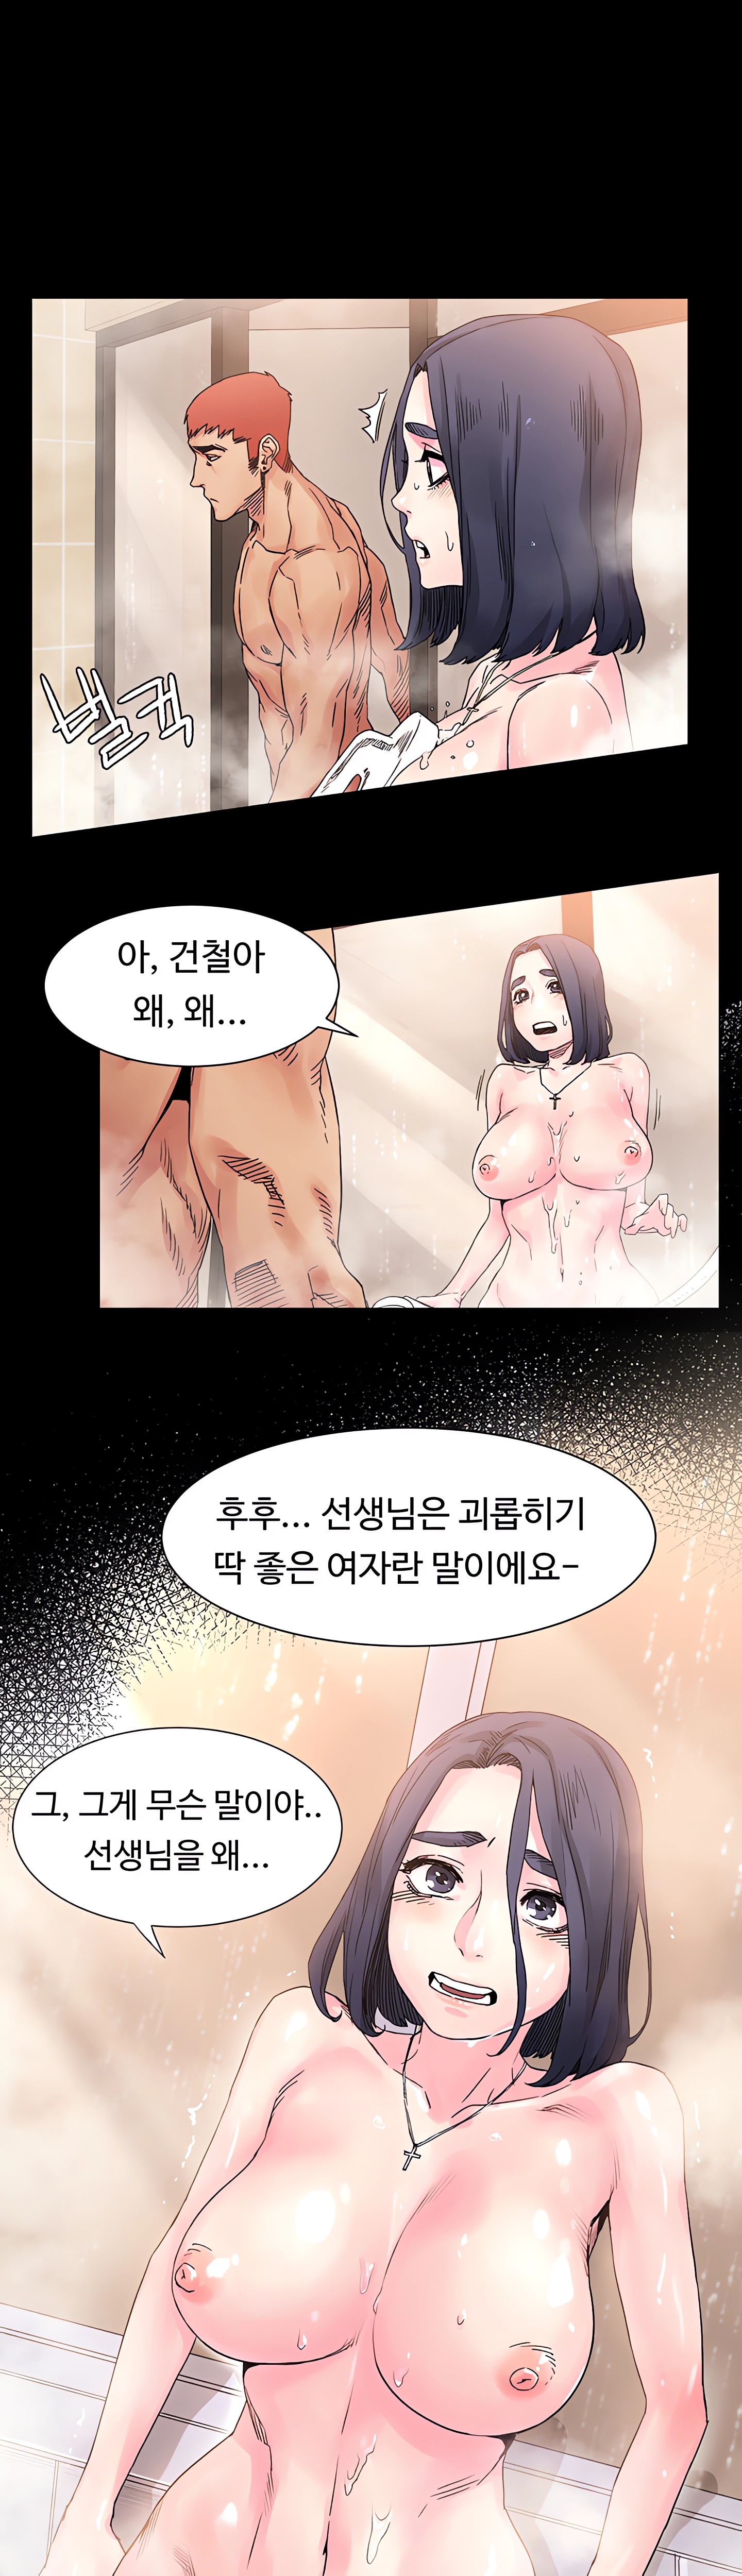 벌컥
아, 건철아
왜, 왜...
후후... 선생님은 괴롭히기
딱 좋은 여자란 말이에요-
그, 그게 무슨 말이야..
선생님을 왜...